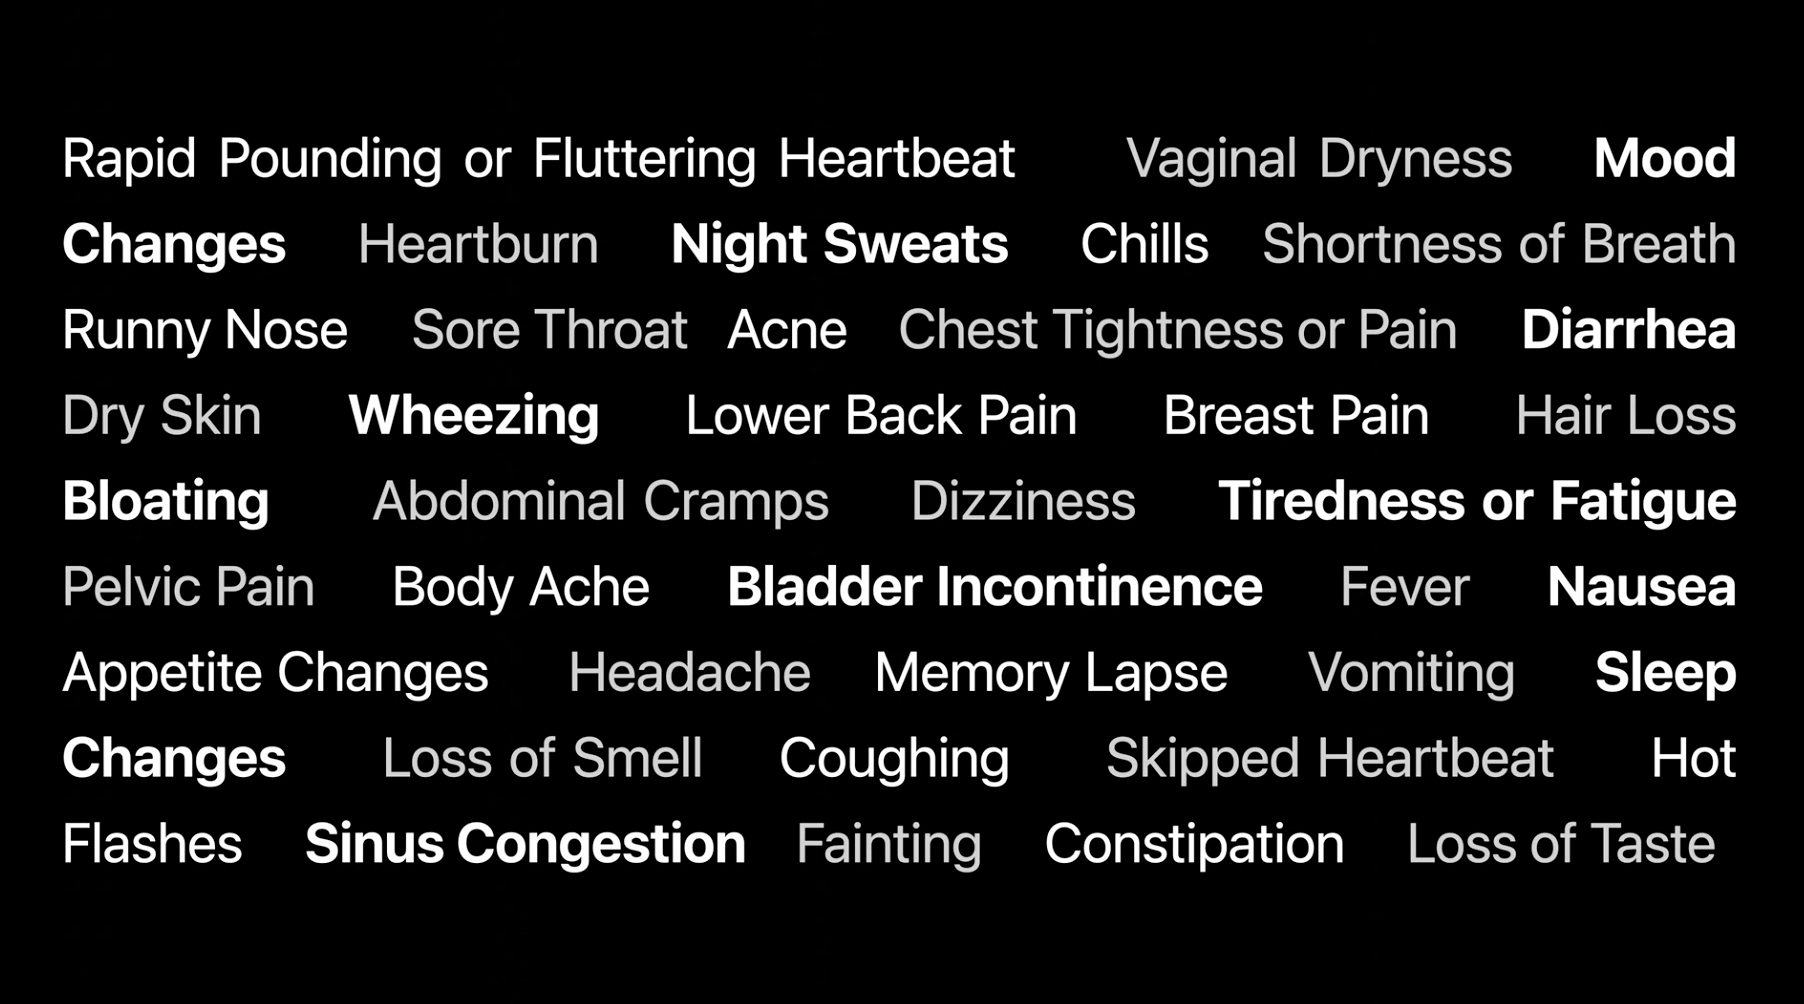 Rapid Pounding or Fluttering Heartbeat Vaginal Dryness Mood
Changes Heartburn Night Sweats Chills Shortness of Breath
Runny Nose Sore Throat Acne Chest Tightness or Pain Diarrhea
Dry Skin Wheezing Lower Back Pain Breast Pain Hair Loss
Bloating Abdominal Cramps Dizziness Tiredness or Fatigue
Pelvic Pain Body Ache Bladder Incontinence Fever Nausea
Appetite Changes Headache Memory Lapse Vomiting Sleep
Changes Loss of Smell Coughing Skipped Heartbeat Hot
Flashes Sinus Congestion Fainting Constipation Loss of Taste